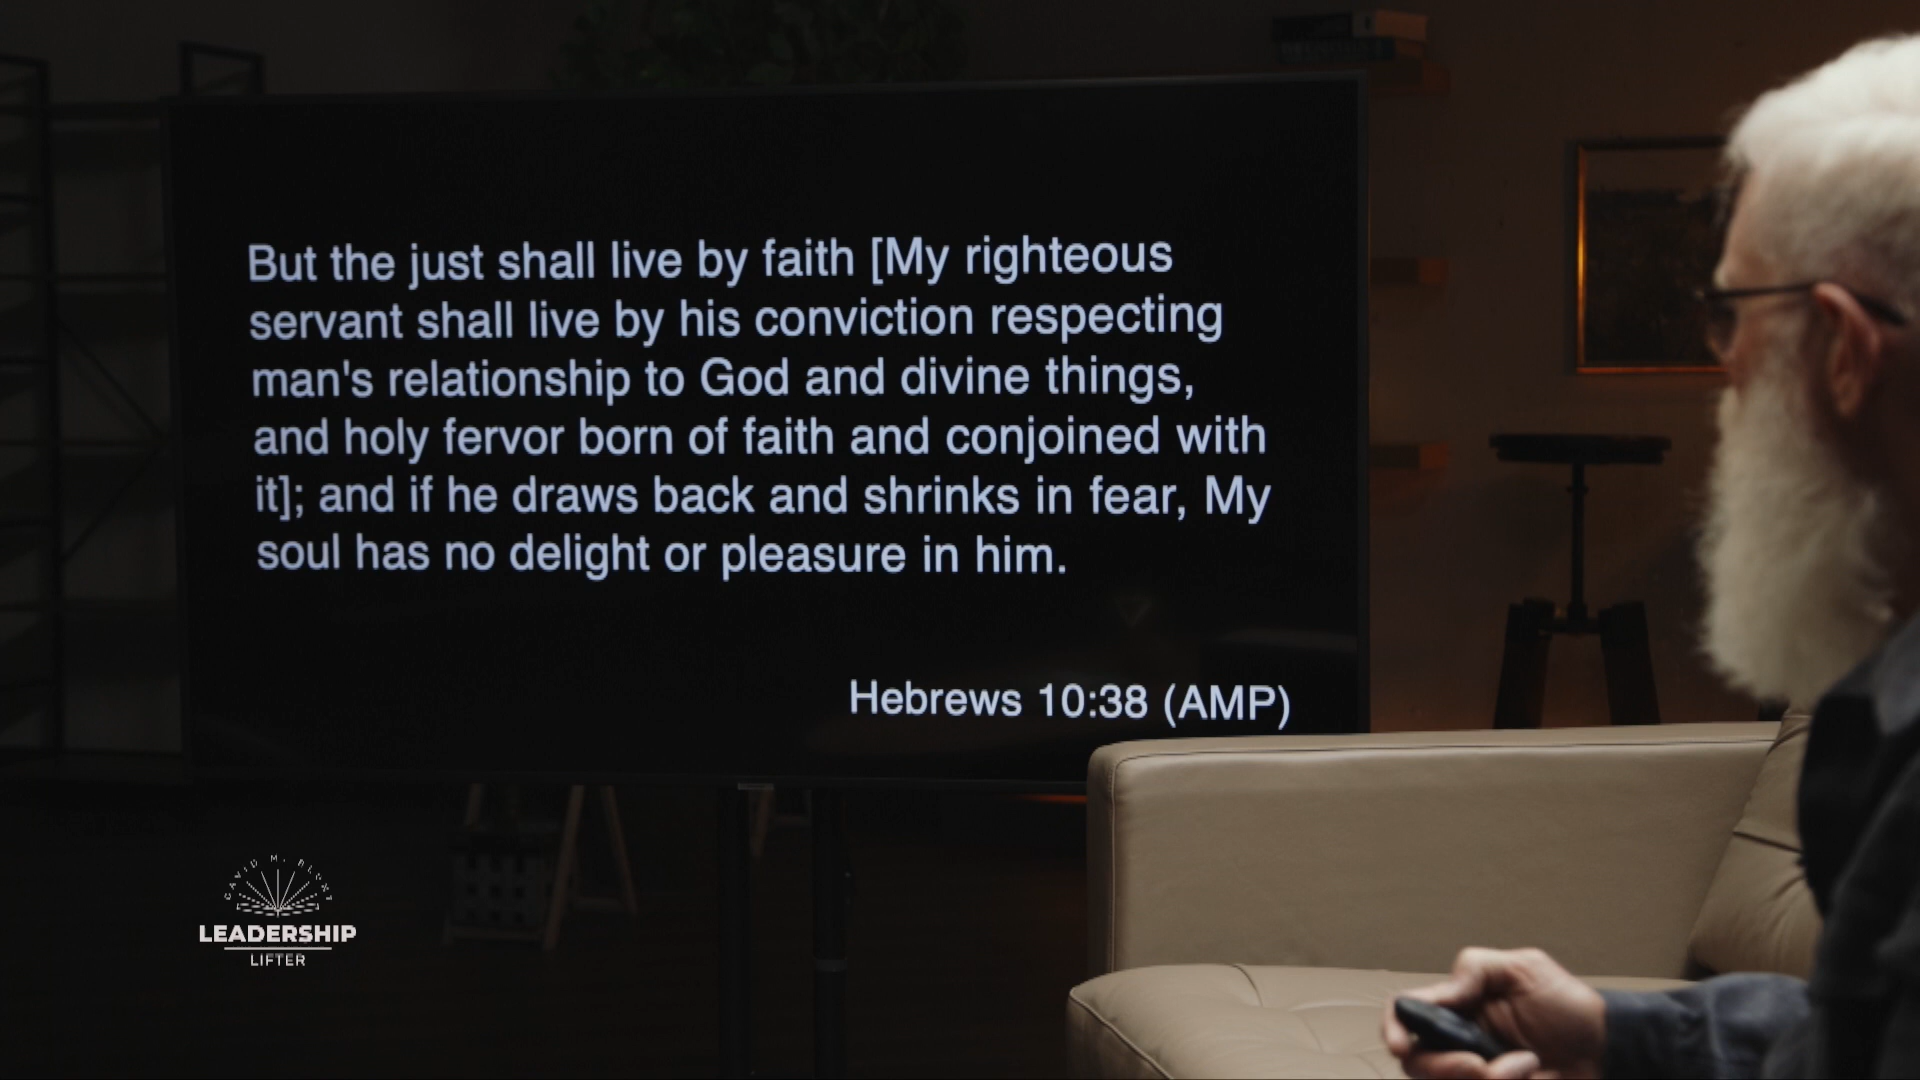 But the just shall live by faith [My righteous
servant shall live by his conviction respecting
man's relationship to God and divine things,
and holy fervor born of faith and conjoined with
it]; and if he draws back and shrinks in fear, My
soul has no delight or pleasure in him.
Hebrews 10:38 (AMP)
DAVID M. BLUNT
LEADERSHIP
LIFTER